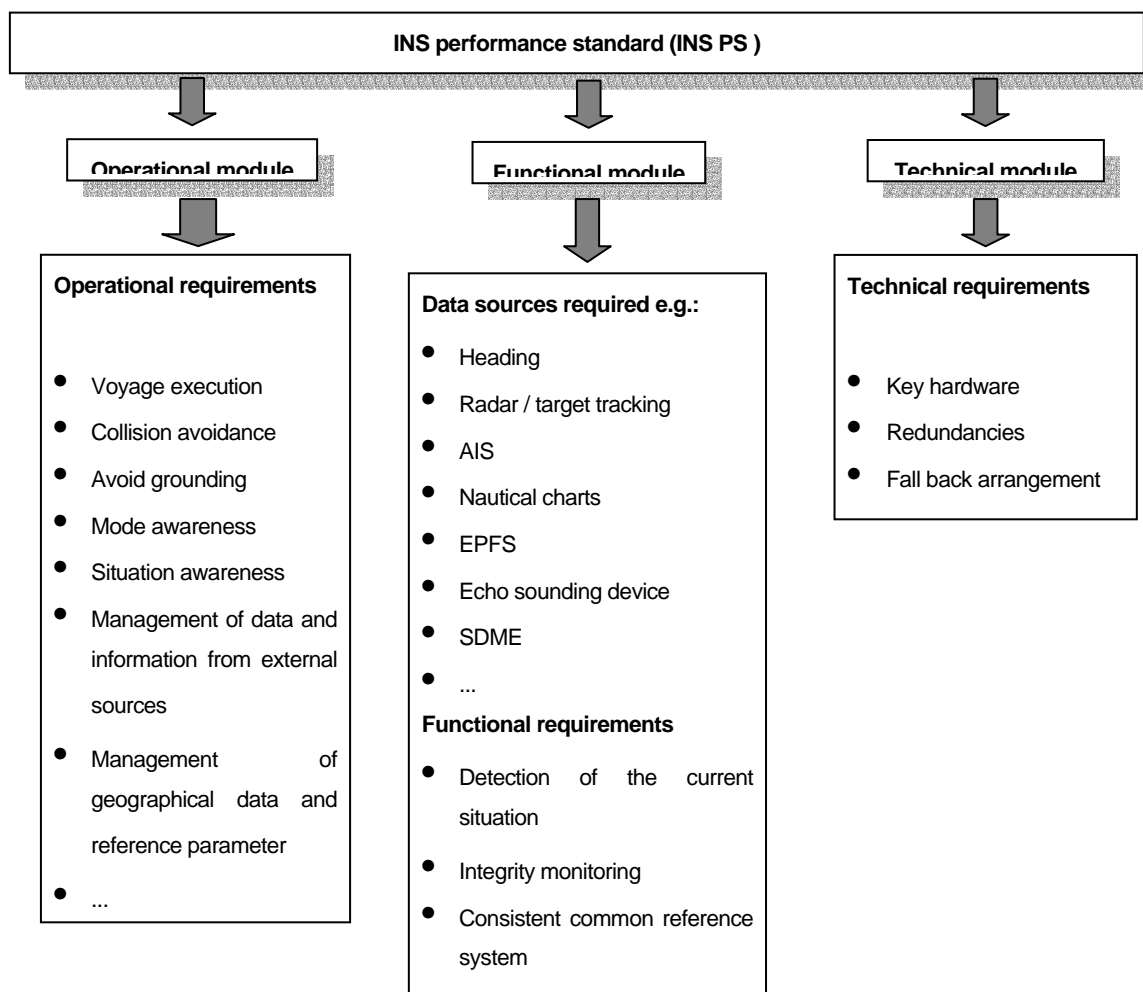 INS performance standard (INS PS )
Operational module
Functional module
Technical module
Operational requirements
● Voyage execution
● Collision avoidance
● Avoid grounding
● Mode awareness
● Situation awareness
● Management of data and
information from external
sources
● Management of
geographical data and
reference parameter
● ...
Data sources required e.g.:
● Heading
● Radar / target tracking
● AIS
● Nautical charts
● EPFS
● Echo sounding device
● SDME
● ...
Functional requirements
● Detection of the current
situation
● Integrity monitoring
● Consistent common reference
system
Technical requirements
● Key hardware
● Redundancies
● Fall back arrangement